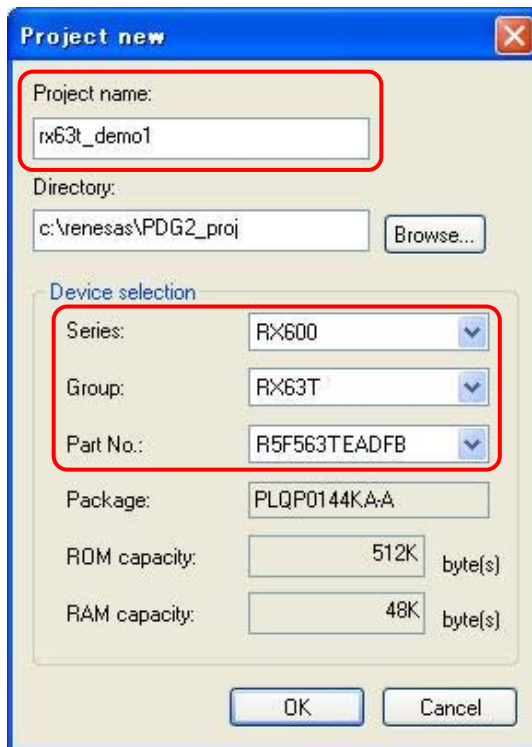 Project new
Project name:
rx63t_demo1
Directory:
c:\renesas\PDG2_proj
Browse...
Device selection
Series:
RX600
Group:
RX63T
Part No.:
R5F563TEADFB
Package:
PLQP0144KA-A
ROM capacity:
512K byte(s)
RAM capacity:
48K byte(s)
OK
Cancel